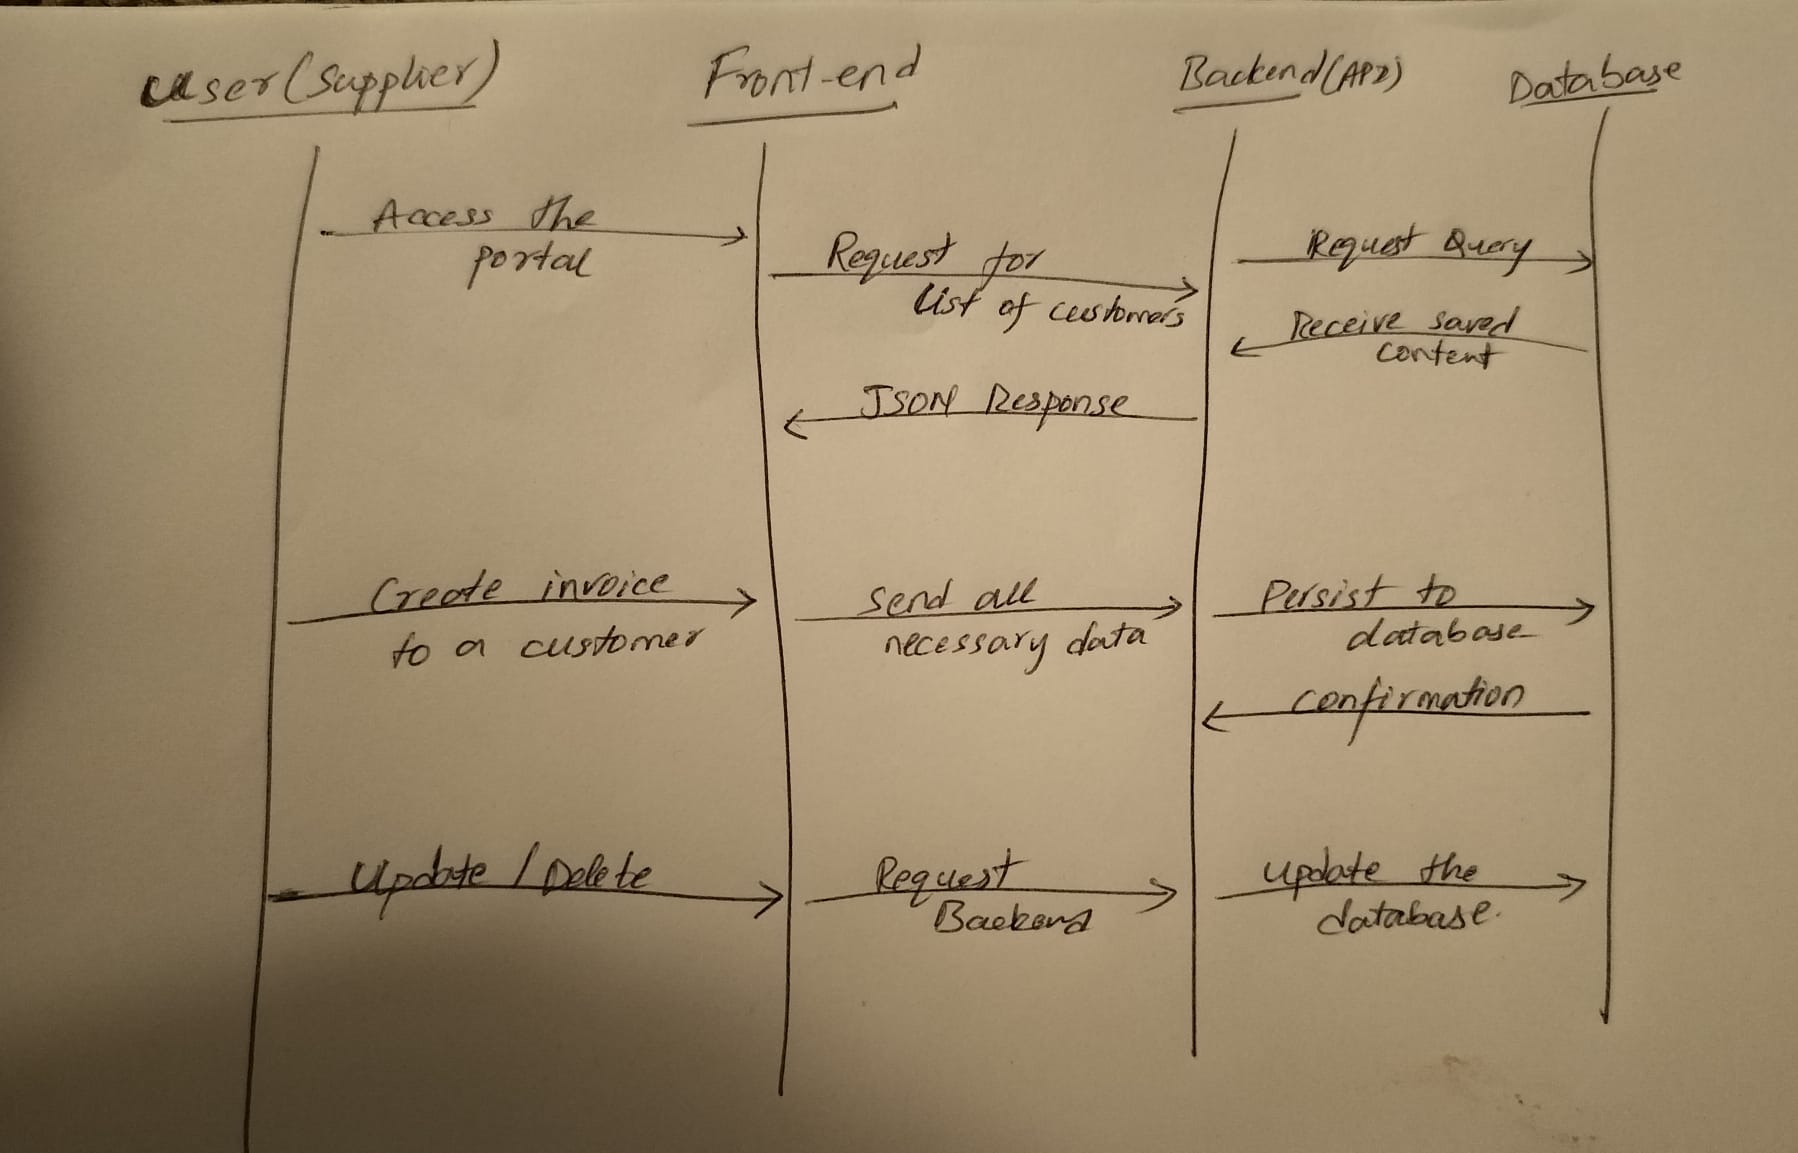 User(Supplier)
Front-end
Backend(API)
Database
Access the
portal
Request for
list of customers
Request Query
Receive saved
content
JSON Response
Create invoice
to a customer
Send all
necessary data
Persist to
database
confirmation
Update / Delete
Request
Backend
update the
database.